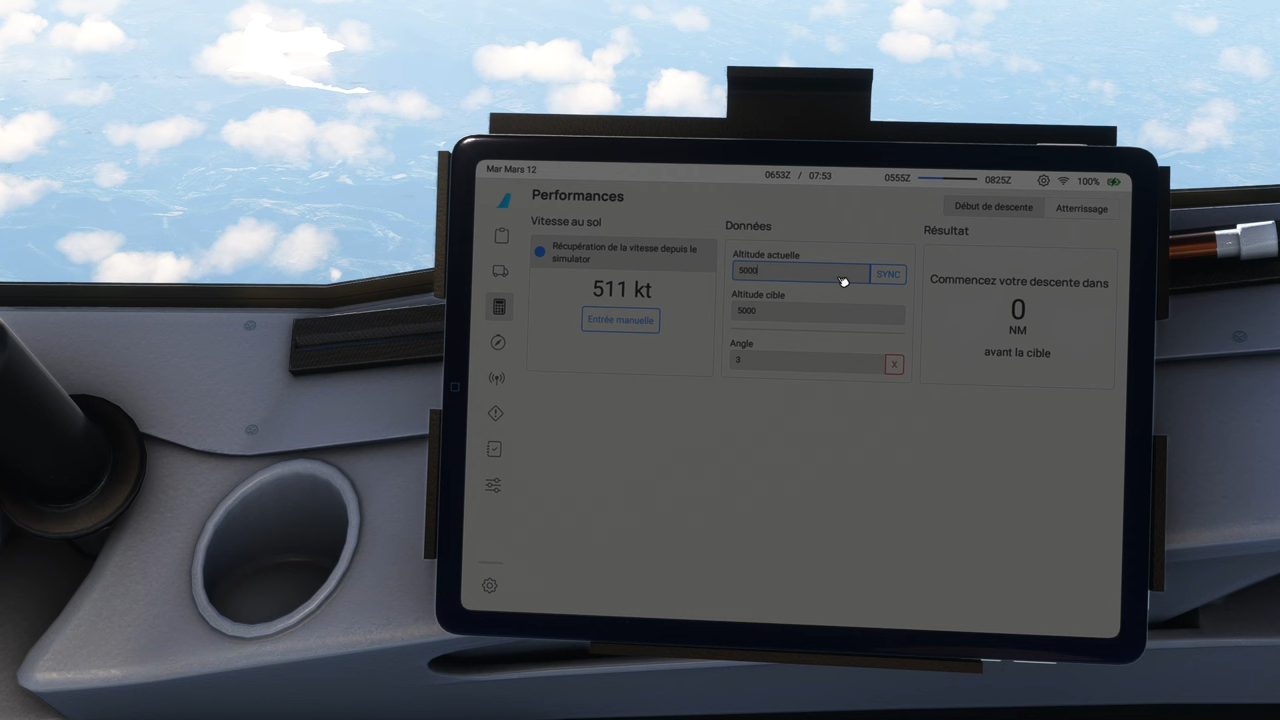 Mar Mars 12
0653Z / 07:53
0555Z
0825Z
100%
Performances
Début de descente
Atterrissage
Vitesse au sol
Récupération de la vitesse depuis le
simulator
511 kt
Entrée manuelle
Données
Altitude actuelle
5000
SYNC
Altitude cible
5000
Angle
3
X
Résultat
Commencez votre descente dans
0
NM
avant la cible